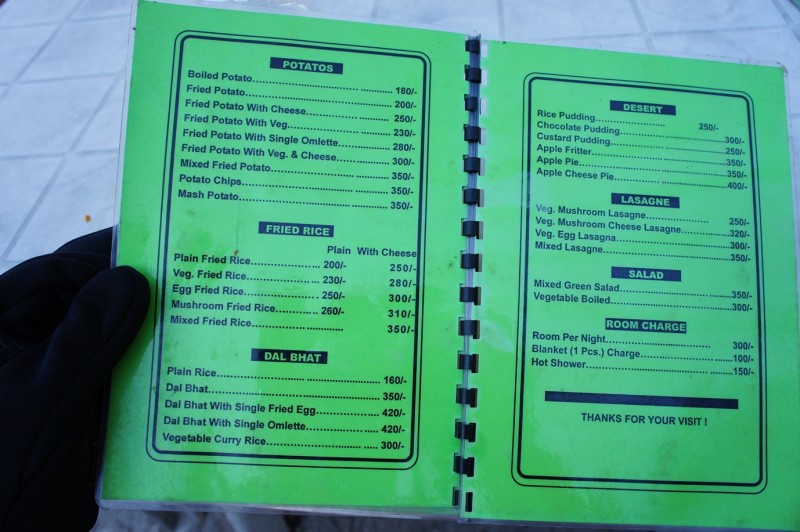 POTATOS
Boiled Potato.......................... 180/-
Fried Potato.......................... 200/-
Fried Potato With Cheese.......................... 250/-
Fried Potato With Veg.......................... 230/-
Fried Potato With Single Omlette.......................... 280/-
Fried Potato With Veg. & Cheese.......................... 300/-
Mixed Fried Potato.......................... 350/-
Potato Chips.......................... 350/-
Mash Potato.......................... 350/-
FRIED RICE
Plain With Cheese
Plain Fried Rice.................... 200/- 250/-
Veg. Fried Rice.................... 230/- 280/-
Egg Fried Rice.................... 250/- 300/-
Mushroom Fried Rice............ 260/- 310/-
Mixed Fried Rice.................... 350/-
DAL BHAT
Plain Rice.......................... 160/-
Dal Bhat.......................... 350/-
Dal Bhat With Single Fried Egg.......................... 420/-
Dal Bhat With Single Omlette.......................... 420/-
Vegetable Curry Rice.......................... 300/-
DESERT
Rice Pudding.................... 250/-
Chocolate Pudding.......................... 300/-
Custard Pudding.......................... 250/-
Apple Fritter.......................... 350/-
Apple Pie.......................... 350/-
Apple Cheese Pie.......................... 400/-
LASAGNE
Veg. Mushroom Lasagne.................... 250/-
Veg. Mushroom Cheese Lasagne.................... 320/-
Veg. Egg Lasagna.......................... 300/-
Mixed Lasagne.......................... 350/-
SALAD
Mixed Green Salad.......................... 350/-
Vegetable Boiled.......................... 300/-
ROOM CHARGE
Room Per Night.......................... 300/-
Blanket (1 Pcs.) Charge.......................... 100/-
Hot Shower.......................... 150/-
THANKS FOR YOUR VISIT !